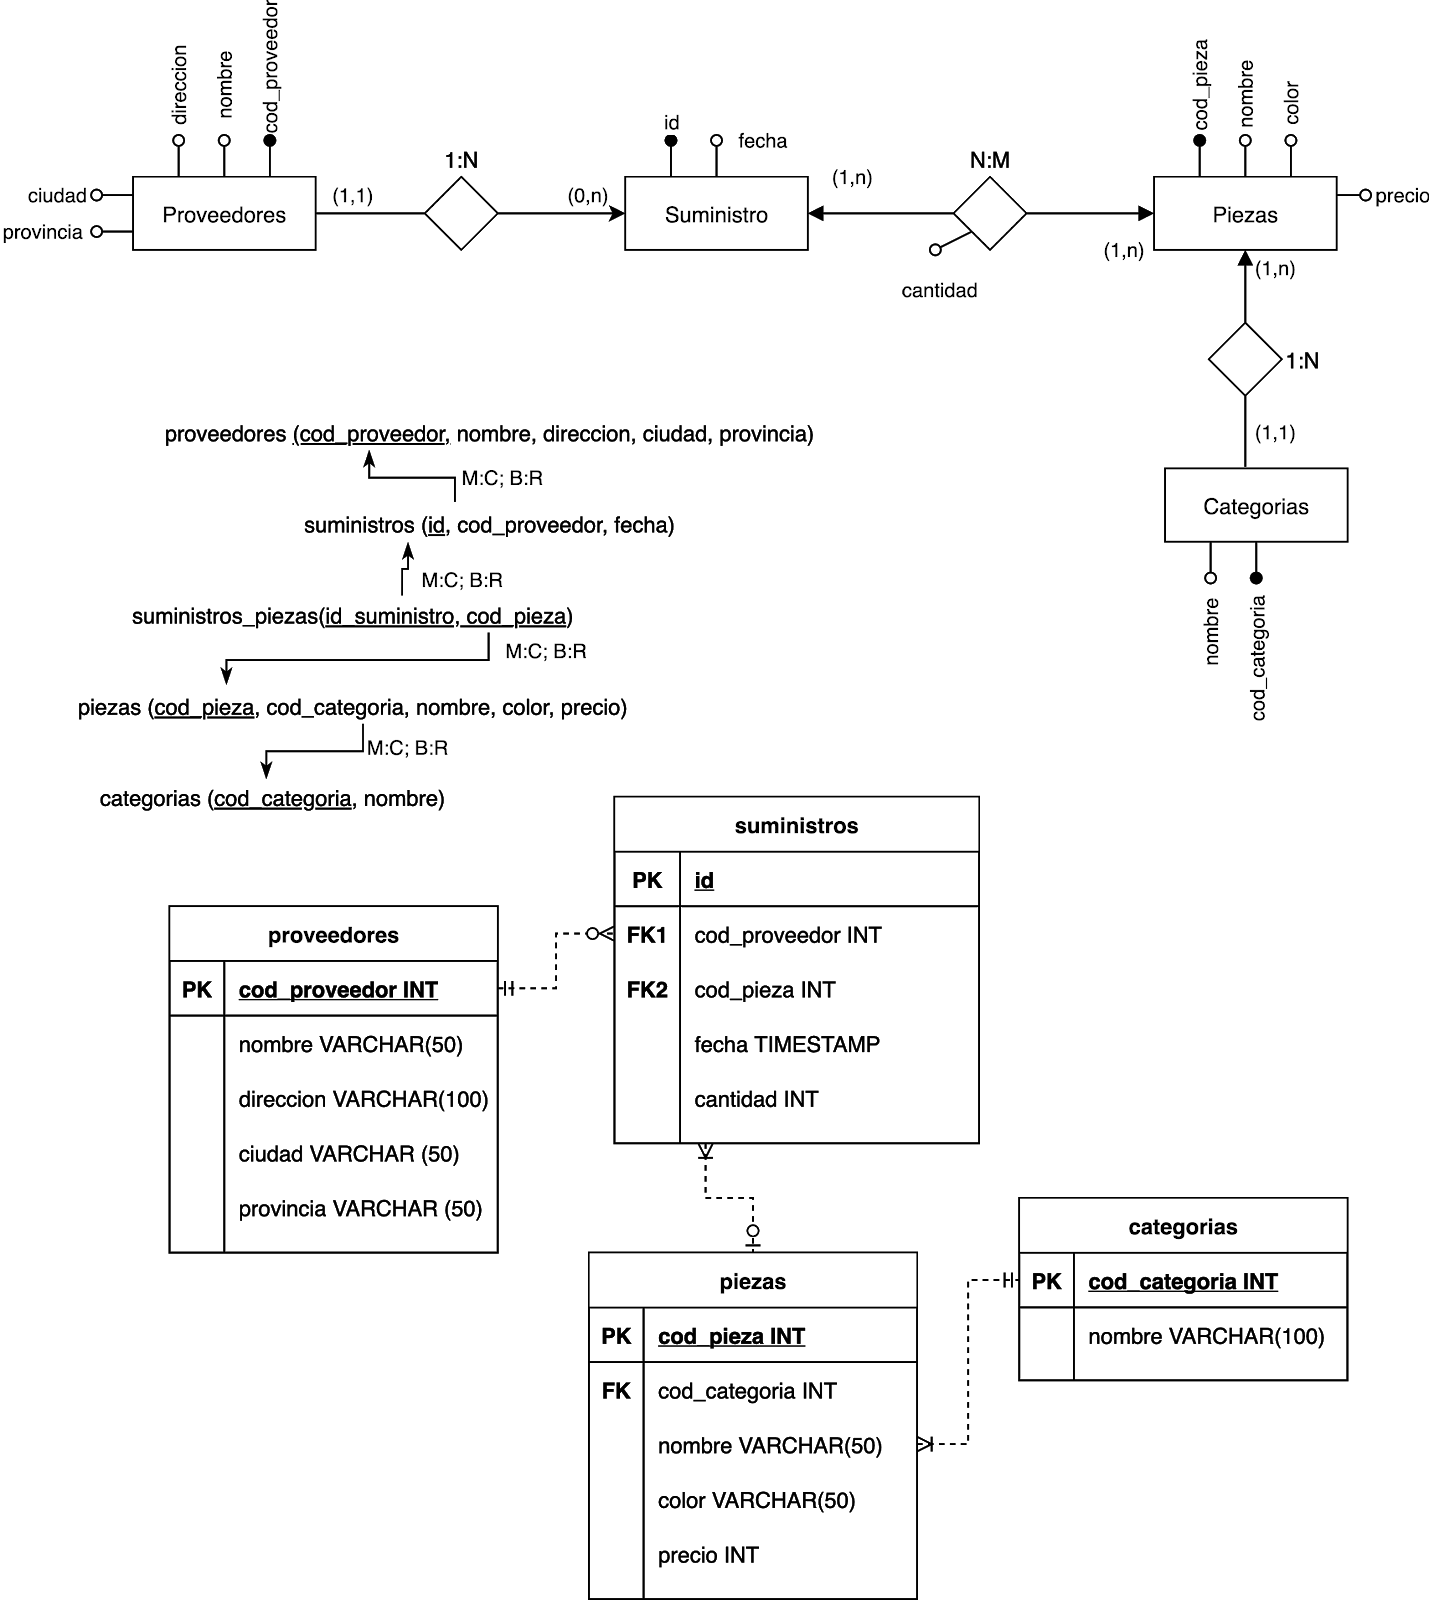 direccion
nombre
cod_proveedor
ciudad
provincia
Proveedores
(1,1)
1:N
(0,n)
id
fecha
Suministro
(1,n)
N:M
cantidad
(1,n)
cod_pieza
nombre
color
precio
Piezas
(1,n)
1:N
(1,1)
Categorias
nombre
cod_categoria
proveedores (cod_proveedor, nombre, direccion, ciudad, provincia)
M:C; B:R
suministros (id, cod_proveedor, fecha)
M:C; B:R
suministros_piezas(id_suministro, cod_pieza)
M:C; B:R
piezas (cod_pieza, cod_categoria, nombre, color, precio)
M:C; B:R
categorias (cod_categoria, nombre)
suministros
PK id
FK1 cod_proveedor INT
FK2 cod_pieza INT
fecha TIMESTAMP
cantidad INT
proveedores
PK cod_proveedor INT
nombre VARCHAR(50)
direccion VARCHAR(100)
ciudad VARCHAR (50)
provincia VARCHAR (50)
piezas
PK cod_pieza INT
FK cod_categoria INT
nombre VARCHAR(50)
color VARCHAR(50)
precio INT
categorias
PK cod_categoria INT
nombre VARCHAR(100)